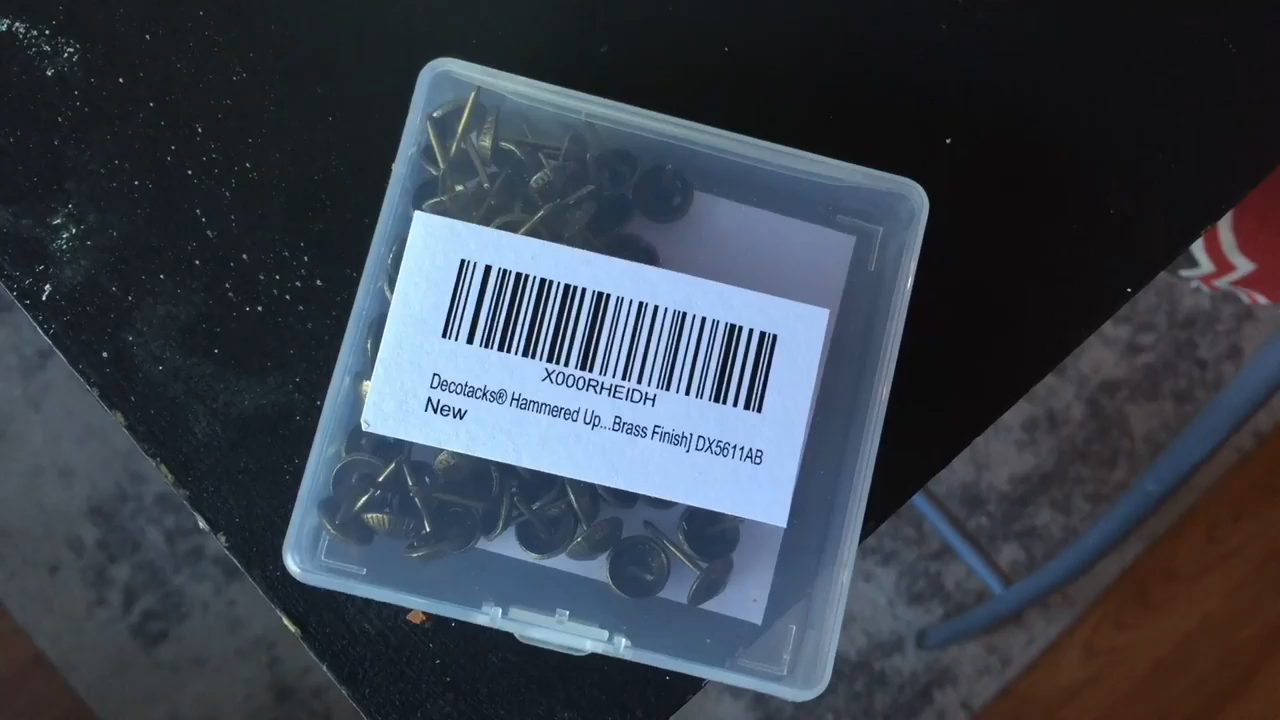 X000RHEIDH
Decotacks® Hammered Up...Brass Finish] DX5611AB
New